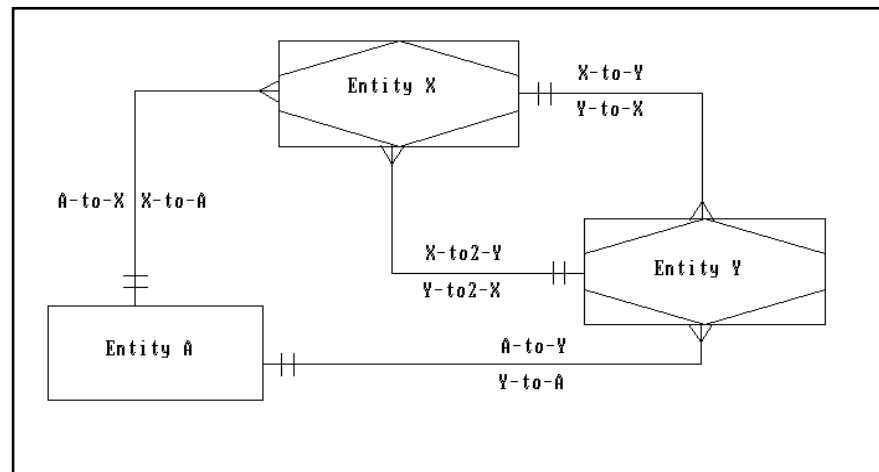 Entity X
X-to-Y
Y-to-X
A-to-X X-to-A
X-to2-Y
Y-to2-X
Entity Y
Entity A
A-to-Y
Y-to-A